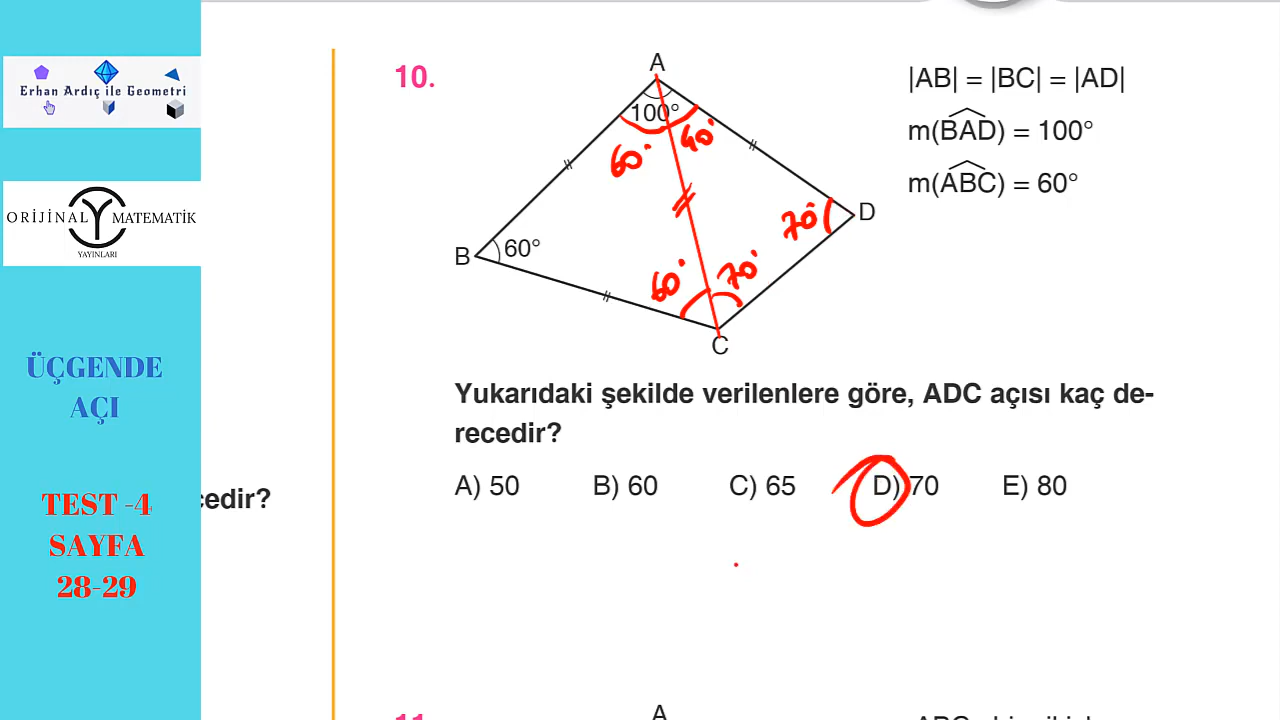 Erhan Ardıç ile Geometri
ORİJİNAL MATEMATİK
YAYINLARI
ÜÇGENDE
AÇI
TEST -4
SAYFA
28-29
cedir?
10.
A
100°
60°
40°
B
60°
60°
70°
70°
D
C
|AB| = |BC| = |AD|
m(BAD) = 100°
m(ABC) = 60°
Yukarıdaki şekilde verilenlere göre, ADC açısı kaç de-
recedir?
A) 50 B) 60 C) 65 D) 70 E) 80
11.
A